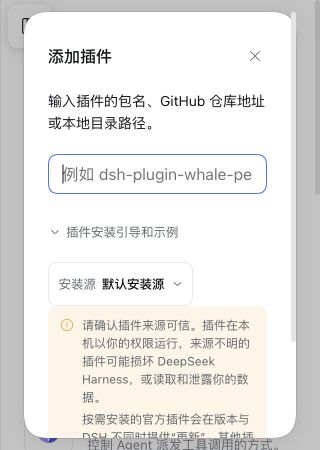 添加插件
输入插件的包名、GitHub 仓库地址
或本地目录路径。
例如 dsh-plugin-whale-pe
插件安装引导和示例
安装源 默认安装源
请确认插件来源可信。插件在本
机以你的权限运行，来源不明的
插件可能损坏 DeepSeek
Harness，或读取和泄露你的数
据。
按需安装的官方插件会在版本与
DSH 不同时提供“更新”。其他插
控制 Agent 派发工具调用的方式。